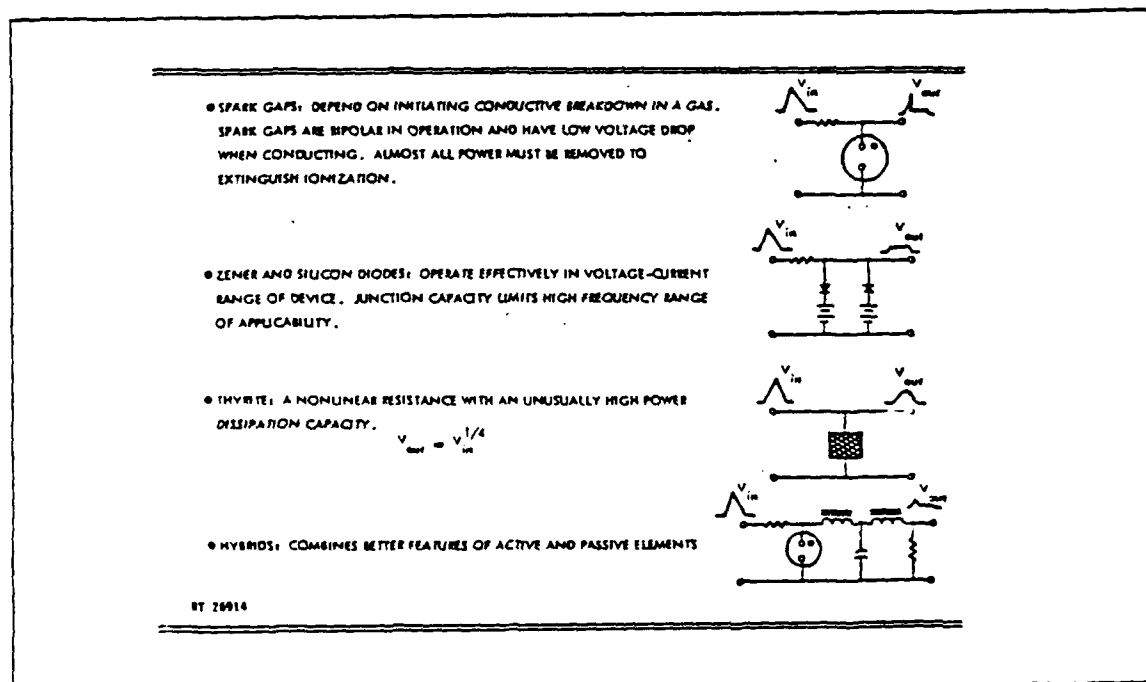 V in V out
• SPARK GAPS: DEPEND ON INITIATING CONDUCTIVE BREAKDOWN IN A GAS.
SPARK GAPS ARE BIPOLAR IN OPERATION AND HAVE LOW VOLTAGE DROP
WHEN CONDUCTING. ALMOST ALL POWER MUST BE REMOVED TO
EXTINGUISH IONIZATION.
V in V out
• ZENER AND SILICON DIODES: OPERATE EFFECTIVELY IN VOLTAGE-CURRENT
RANGE OF DEVICE. JUNCTION CAPACITY LIMITS HIGH FREQUENCY RANGE
OF APPLICABILITY.
V in V out
• THYRITE: A NONLINEAR RESISTANCE WITH AN UNUSUALLY HIGH POWER
DISSIPATION CAPACITY.
V out = V in 1/4
V in V out
• HYBRIDS: COMBINES BETTER FEATURES OF ACTIVE AND PASSIVE ELEMENTS
RT 26914